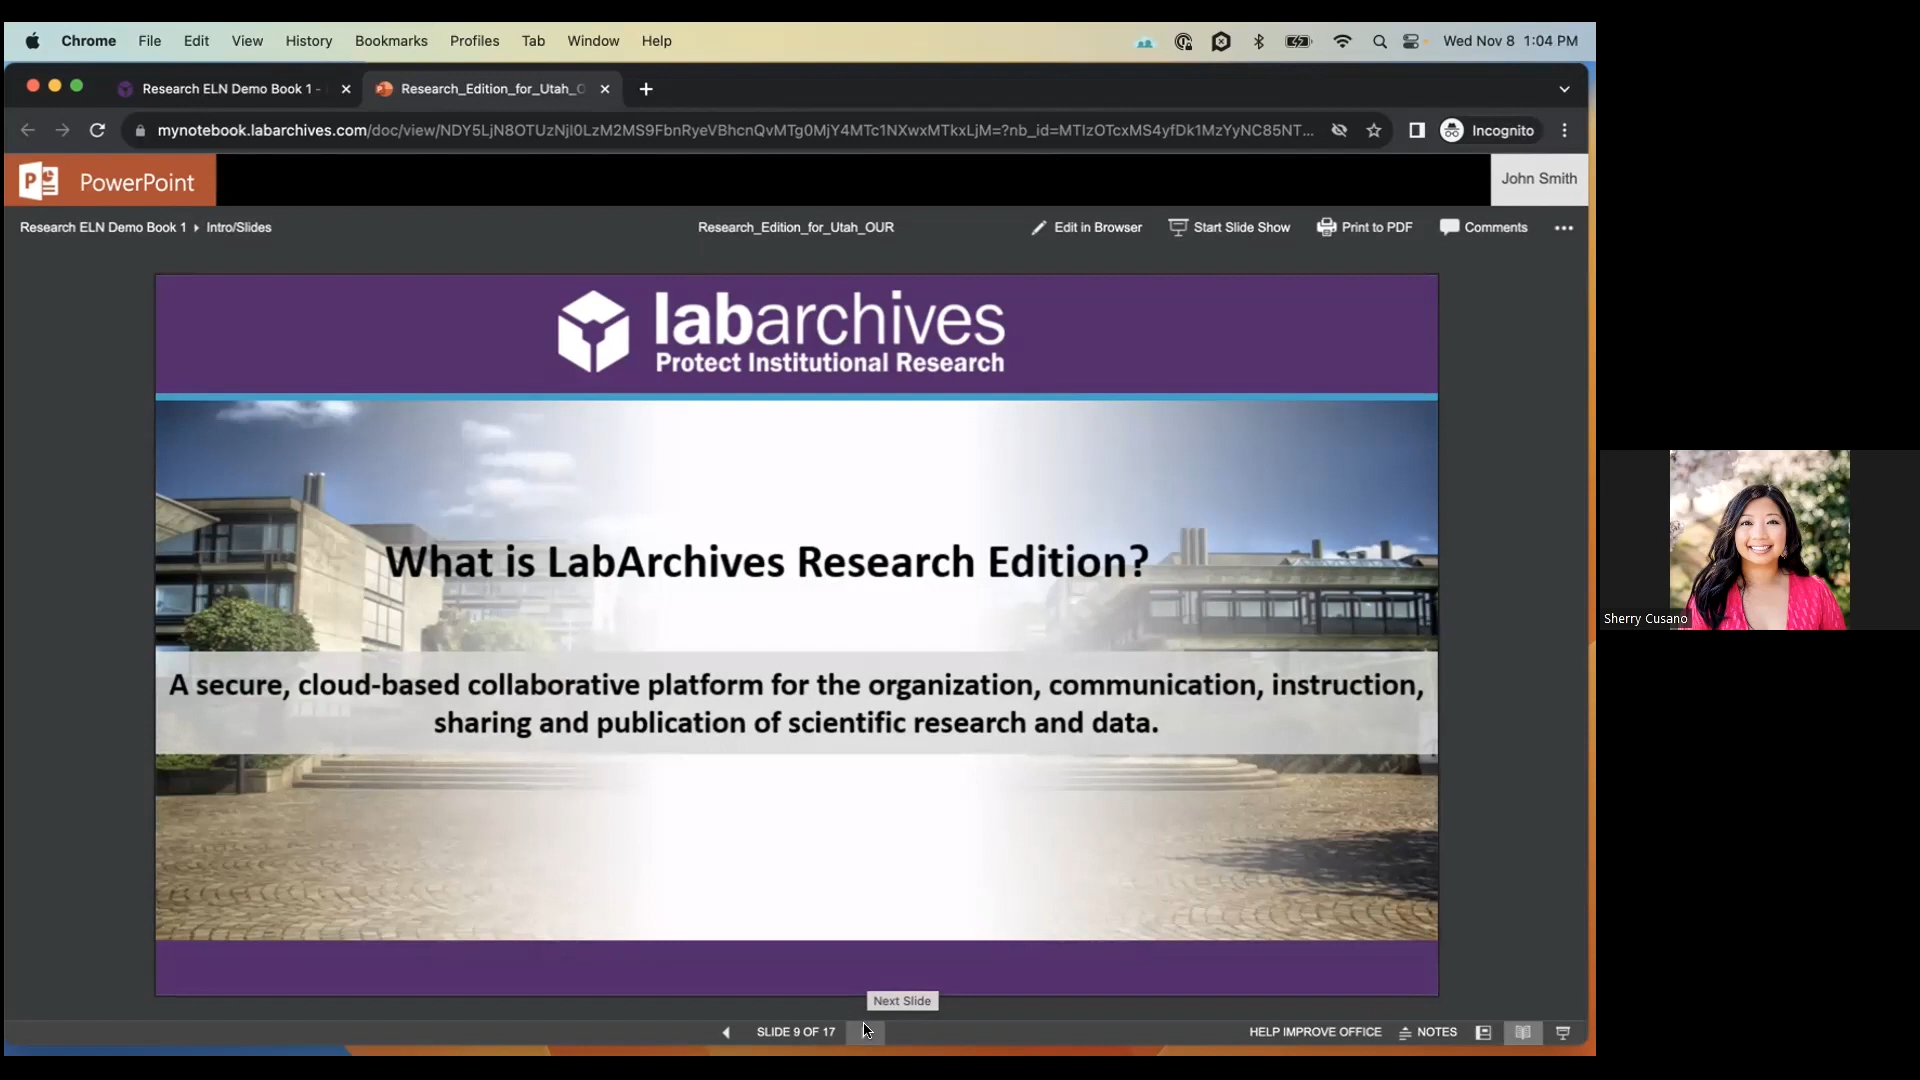 Chrome File Edit View History Bookmarks Profiles Tab Window Help Wed Nov 8 1:04 PM
Research ELN Demo Book 1 - Research_Edition_for_Utah_O
mynotebook.labarchives.com/doc/view/NDY5LjN8OTUzNjI0LzM2MS9FbnRyeVBhcnQvMTg0MjY4MTc1NXwxMTkxLjM=?nb_id=MTIzOTcxMS4yfDk1MzYyNC85NT... Incognito
PowerPoint
John Smith
Research ELN Demo Book 1 Intro/Slides Research_Edition_for_Utah_OUR Edit in Browser Start Slide Show Print to PDF Comments
labarchives
Protect Institutional Research
What is LabArchives Research Edition?
A secure, cloud-based collaborative platform for the organization, communication, instruction,
sharing and publication of scientific research and data.
Sherry Cusano
Next Slide
SLIDE 9 OF 17 HELP IMPROVE OFFICE NOTES